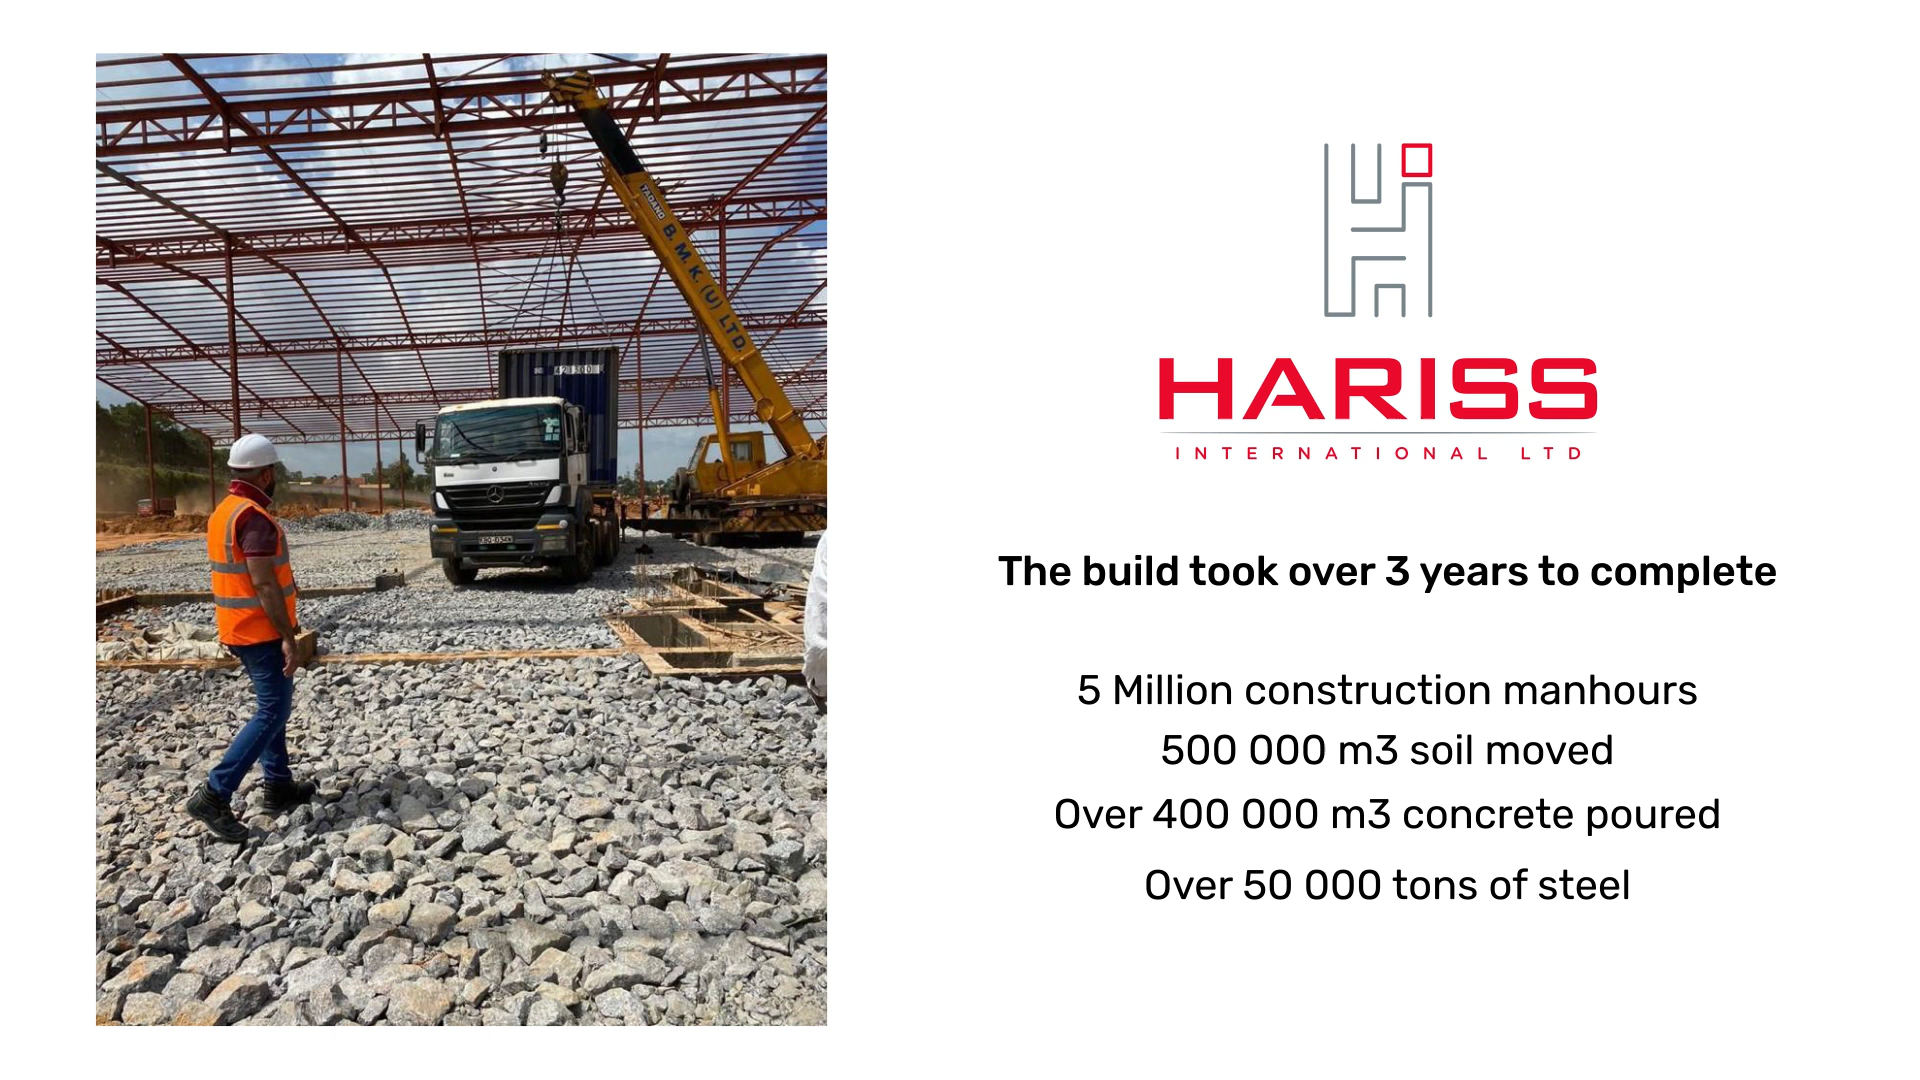 TADANO
B. M. K. (U) LTD.
HARISS
INTERNATIONAL LTD
The build took over 3 years to complete
5 Million construction manhours
500 000 m3 soil moved
Over 400 000 m3 concrete poured
Over 50 000 tons of steel